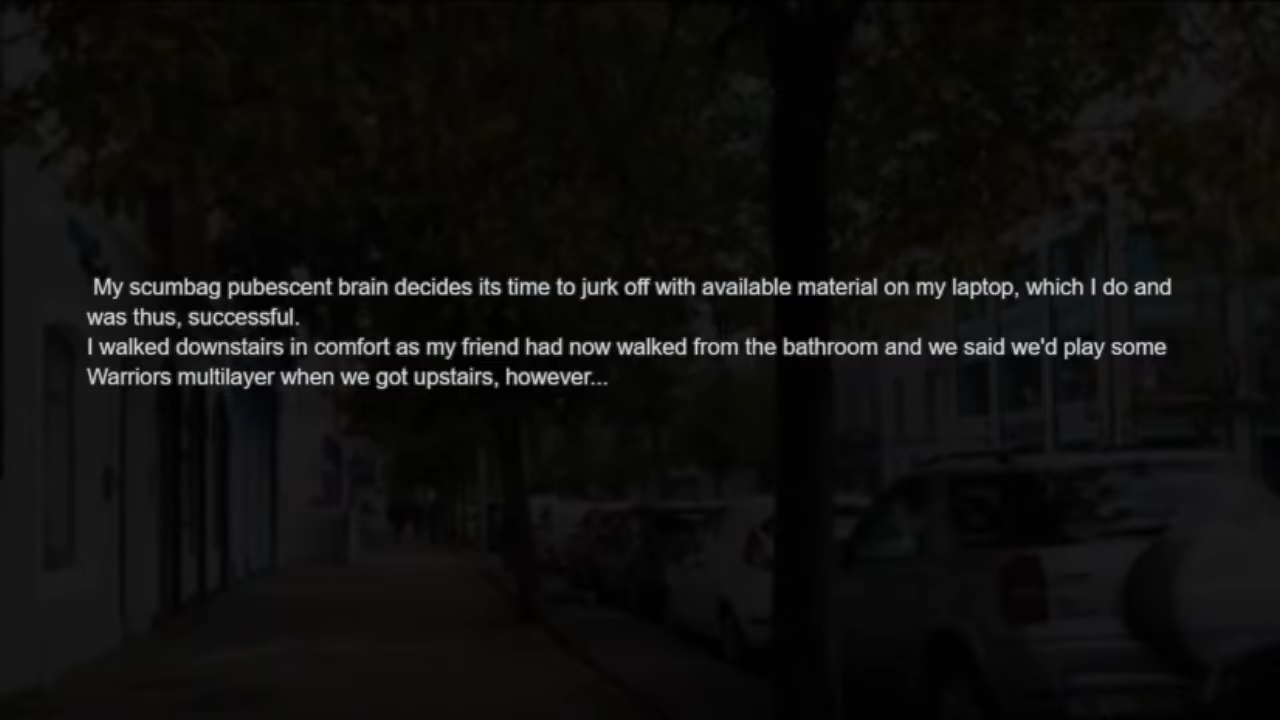 My scumbag pubescent brain decides its time to jurk off with available material on my laptop, which I do and
was thus, successful.
I walked downstairs in comfort as my friend had now walked from the bathroom and we said we'd play some
Warriors multilayer when we got upstairs, however...